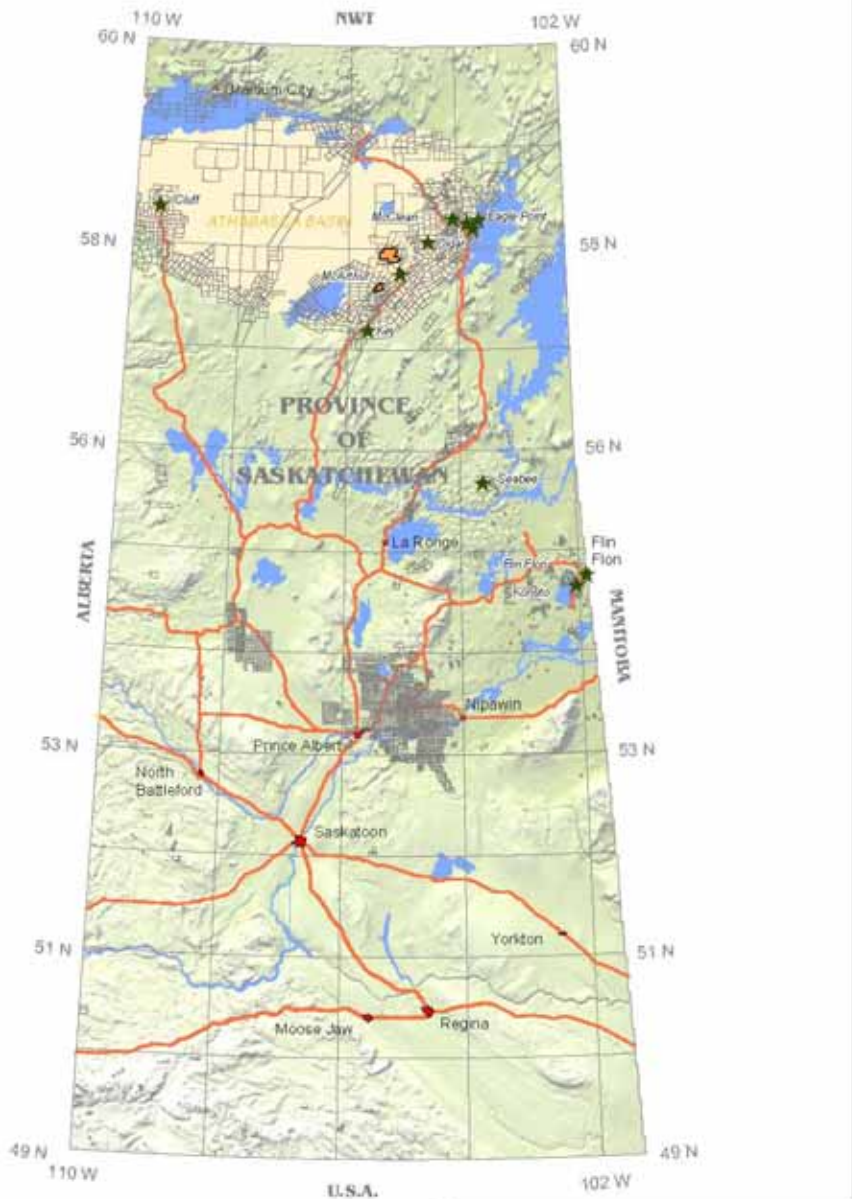 110 W
NWT
102 W
60 N
60 N
Uranium City
Cluff
ATHABASCA BASIN
McClean
Eagle Point
Cigar
58 N
58 N
McArthur
Key
PROVINCE
OF
SASKATCHEWAN
56 N
56 N
Seabee
La Ronge
Flin
Flon
Flin Flon
Konuto
ALBERTA
MANITOBA
Nipawin
Prince Albert
53 N
53 N
North
Battleford
Saskatoon
Yorkton
51 N
51 N
Moose Jaw
Regina
49 N
49 N
110 W
102 W
U.S.A.